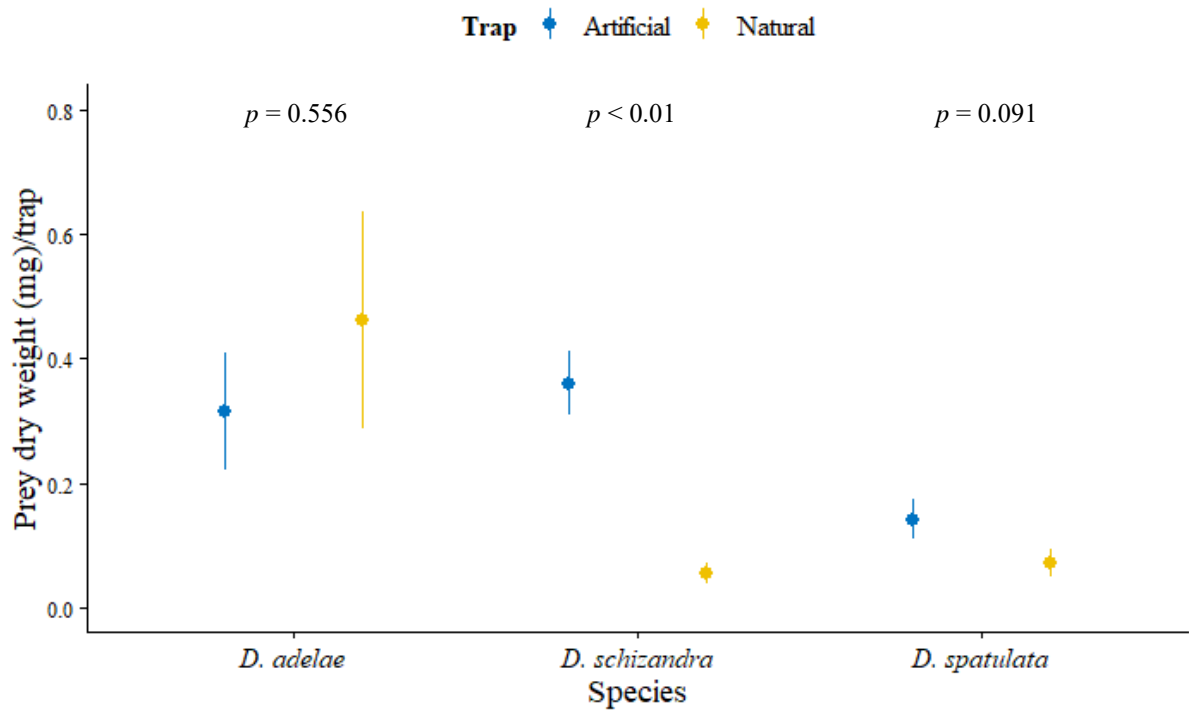 Trap Artificial Natural
p = 0.556 p < 0.01 p = 0.091
Prey dry weight (mg)/trap
0.8
0.6
0.4
0.2
0.0
D. adelae D. schizandra D. spatulata
Species